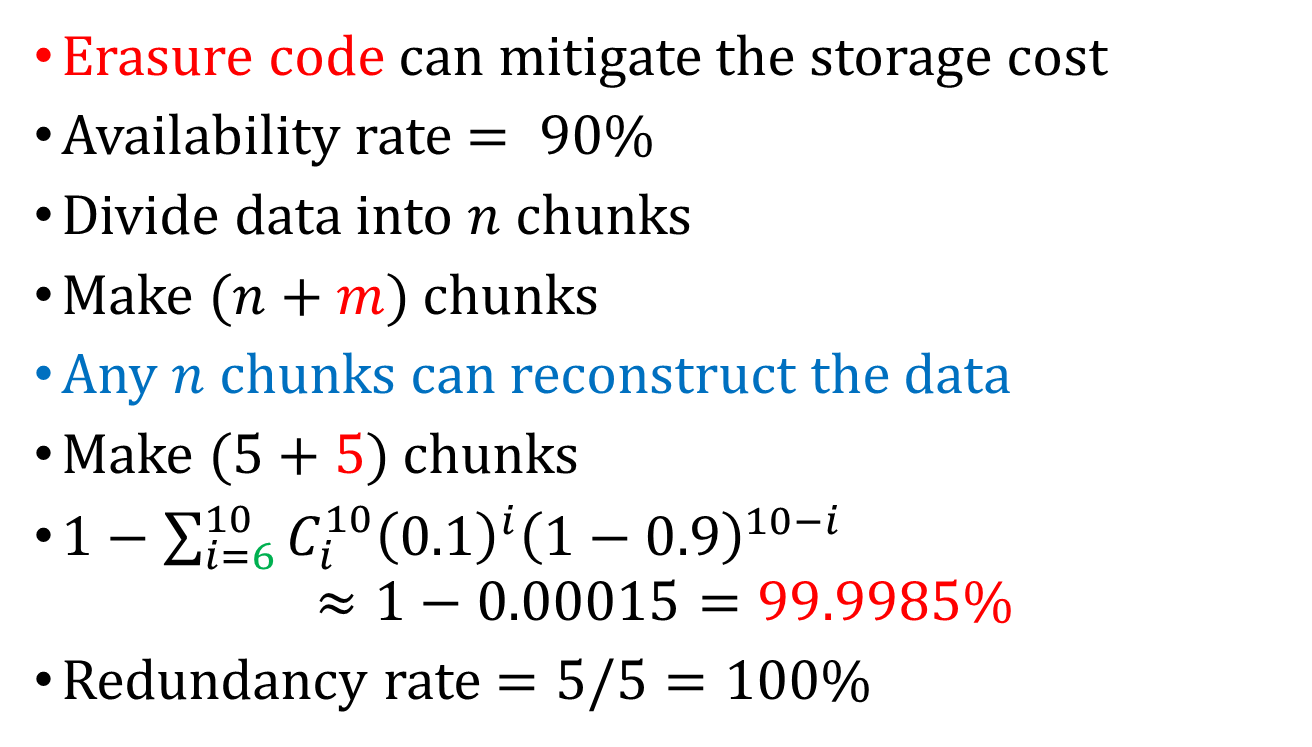 • Erasure code can mitigate the storage cost
• Availability rate = 90%
• Divide data into n chunks
• Make (n + m) chunks
• Any n chunks can reconstruct the data
• Make (5 + 5) chunks
• 1 − ∑_{i=6}^{10} C_i^{10}(0.1)^i(1 − 0.9)^{10−i}
≈ 1 − 0.00015 = 99.9985%
• Redundancy rate = 5/5 = 100%